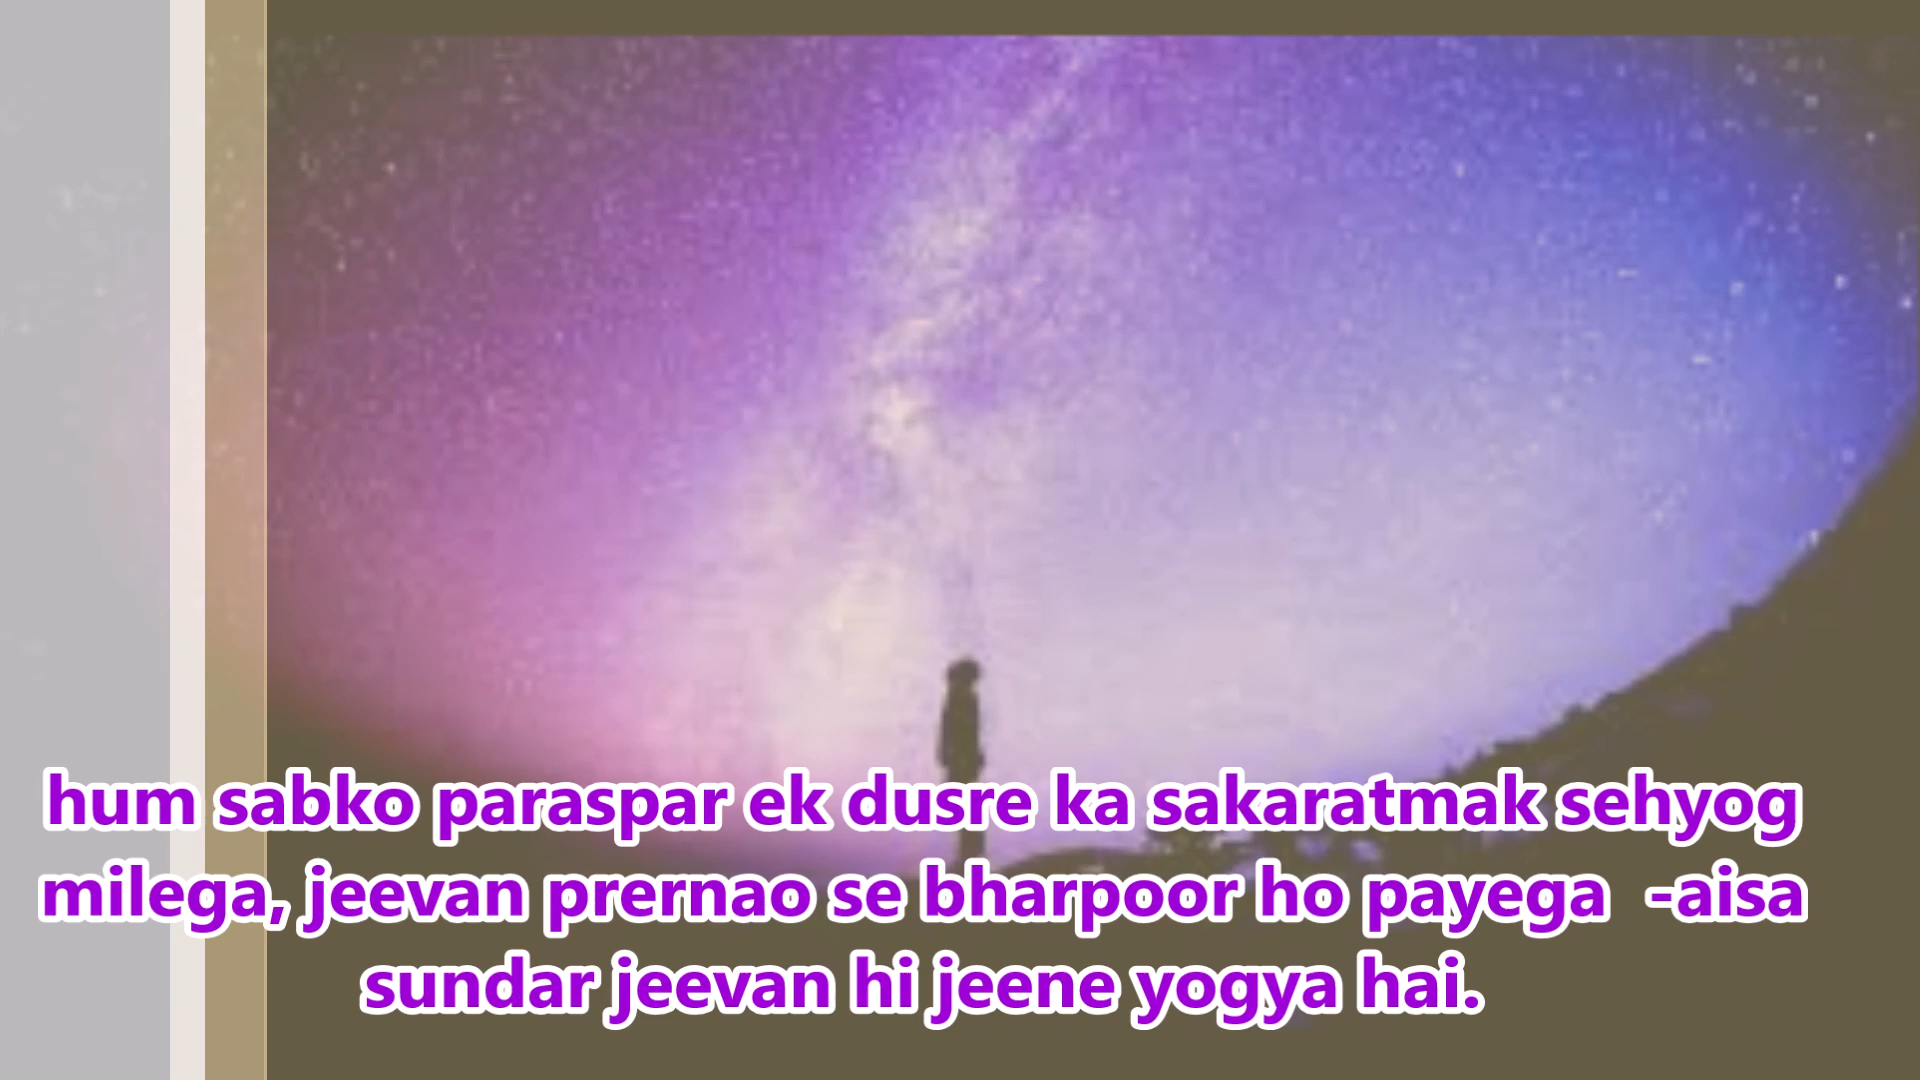 hum sabko paraspar ek dusre ka sakaratmak sehyog
milega, jeevan prernao se bharpoor ho payega  -aisa
sundar jeevan hi jeene yogya hai.